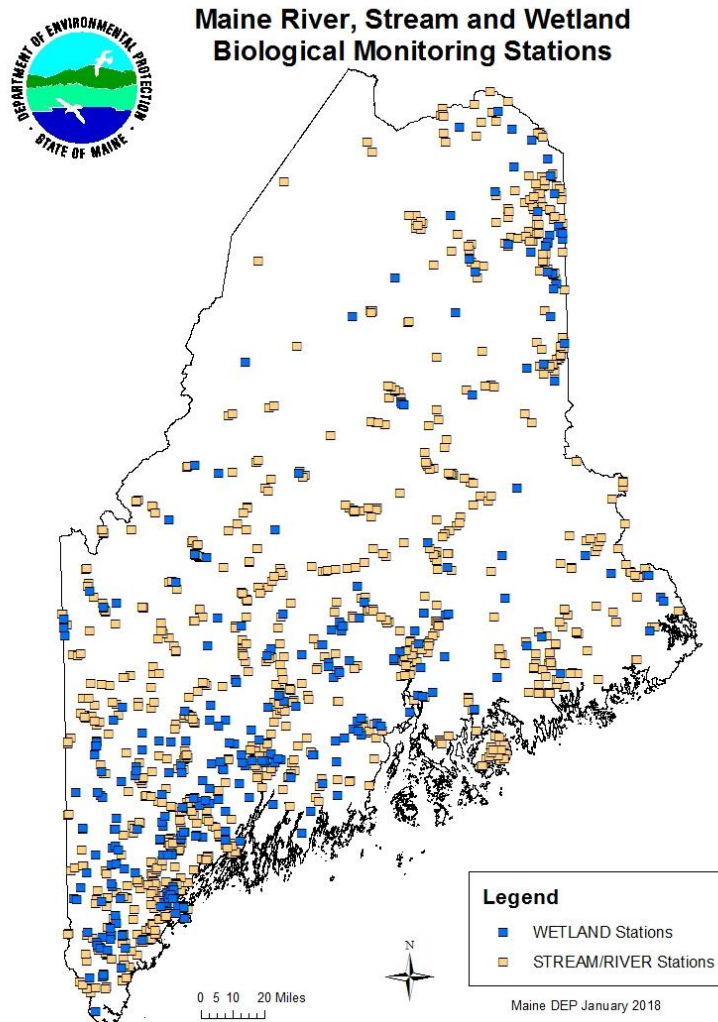 Maine River, Stream and Wetland
Biological Monitoring Stations
DEPARTMENT OF ENVIRONMENTAL PROTECTION
STATE OF MAINE
Legend
WETLAND Stations
STREAM/RIVER Stations
N
0 5 10 20 Miles
Maine DEP January 2018